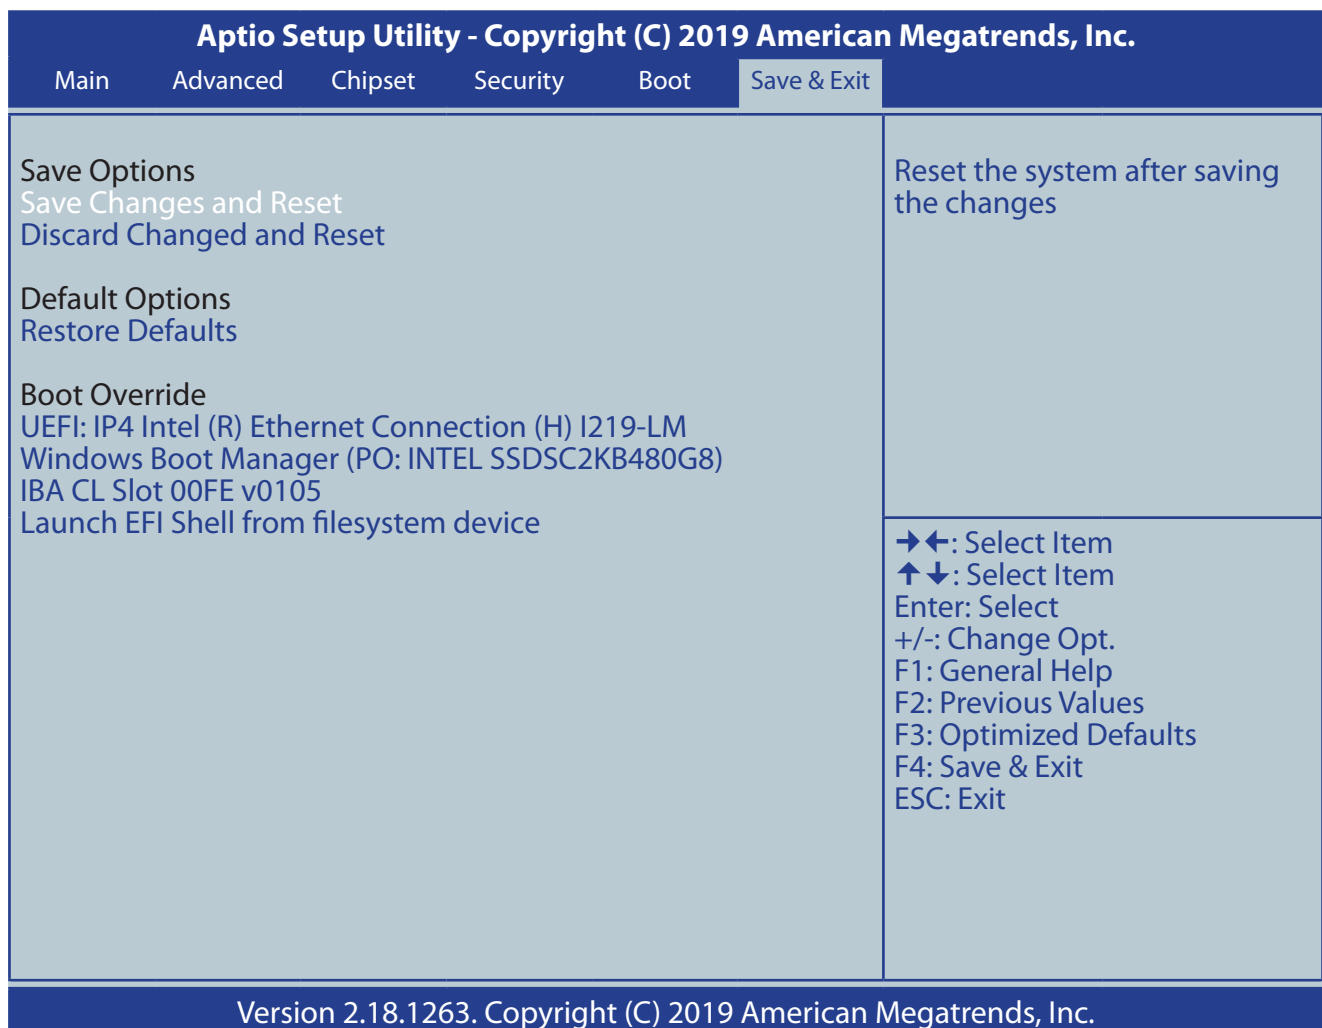 Aptio Setup Utility - Copyright (C) 2019 American Megatrends, Inc.
Main Advanced Chipset Security Boot Save & Exit
Save Options
Save Changes and Reset
Discard Changed and Reset
Default Options
Restore Defaults
Boot Override
UEFI: IP4 Intel (R) Ethernet Connection (H) I219-LM
Windows Boot Manager (PO: INTEL SSDSC2KB480G8)
IBA CL Slot 00FE v0105
Launch EFI Shell from filesystem device
Reset the system after saving
the changes
→←: Select Item
↑↓: Select Item
Enter: Select
+/-: Change Opt.
F1: General Help
F2: Previous Values
F3: Optimized Defaults
F4: Save & Exit
ESC: Exit
Version 2.18.1263. Copyright (C) 2019 American Megatrends, Inc.